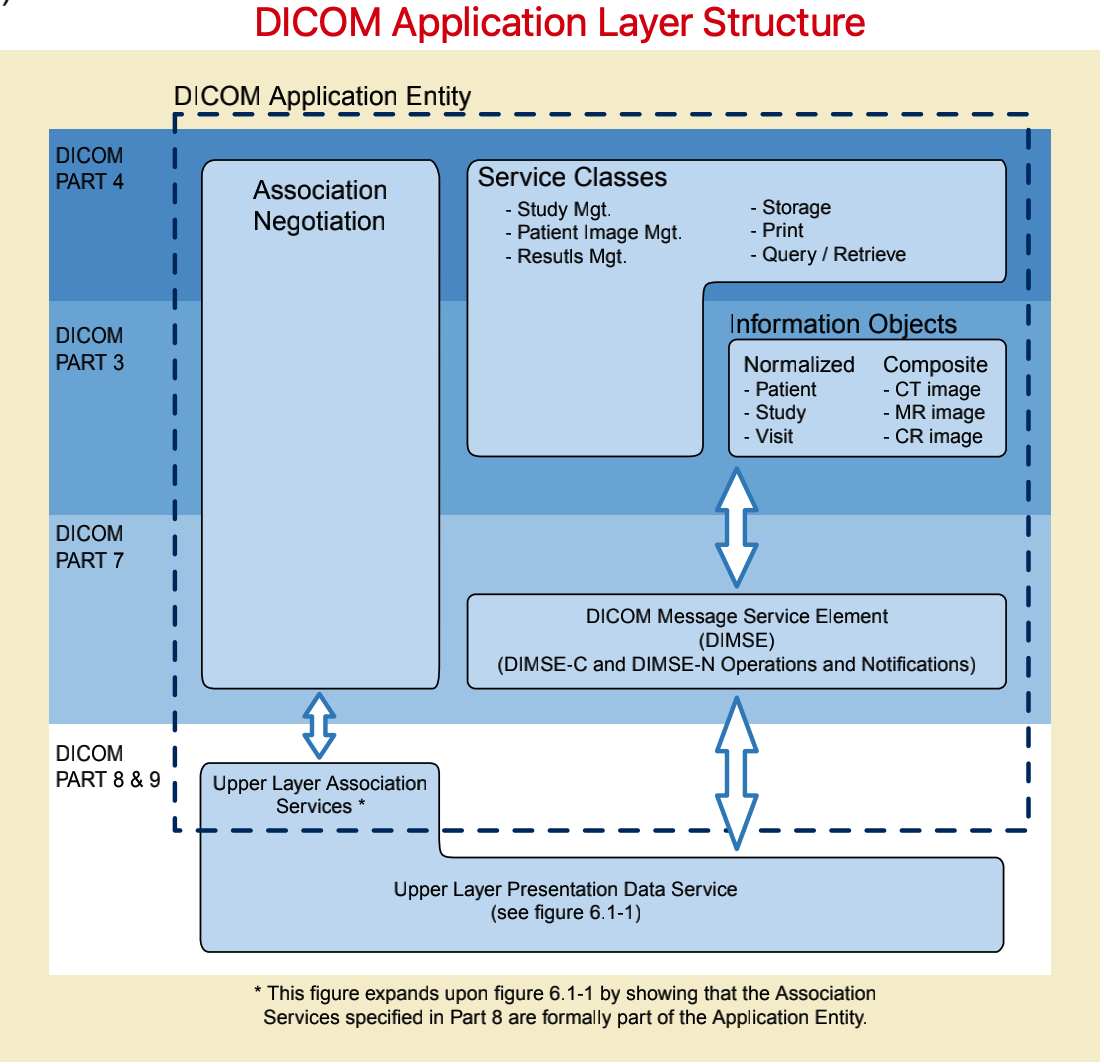 )
DICOM Application Layer Structure
DICOM Application Entity
DICOM
PART 4
Association
Negotiation
Service Classes
- Study Mgt.
- Patient Image Mgt.
- Resutls Mgt.
- Storage
- Print
- Query / Retrieve
DICOM
PART 3
Information Objects
Normalized
- Patient
- Study
- Visit
Composite
- CT image
- MR image
- CR image
DICOM
PART 7
DICOM Message Service Element
(DIMSE)
(DIMSE-C and DIMSE-N Operations and Notifications)
DICOM
PART 8 & 9
Upper Layer Association
Services *
Upper Layer Presentation Data Service
(see figure 6.1-1)
* This figure expands upon figure 6.1-1 by showing that the Association
Services specified in Part 8 are formally part of the Application Entity.